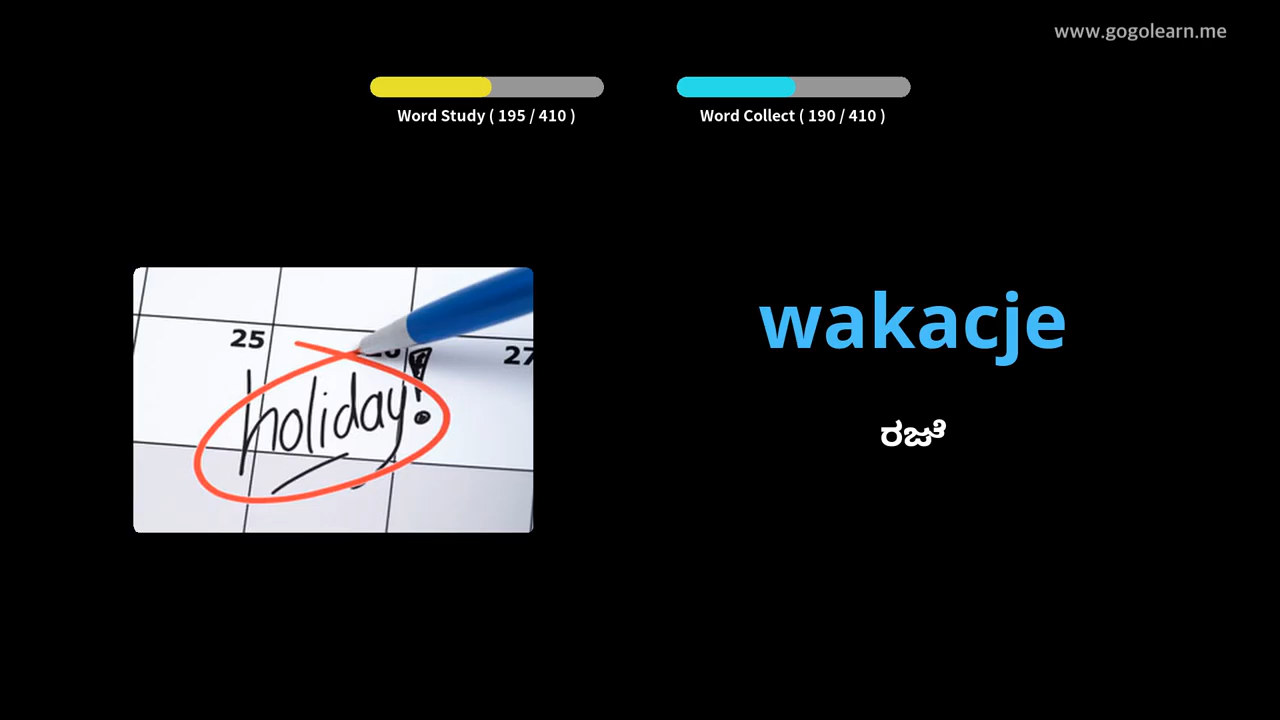 www.gogolearn.me
Word Study ( 195 / 410 )
Word Collect ( 190 / 410 )
25
27
holiday!
wakacje
ರಜೆ